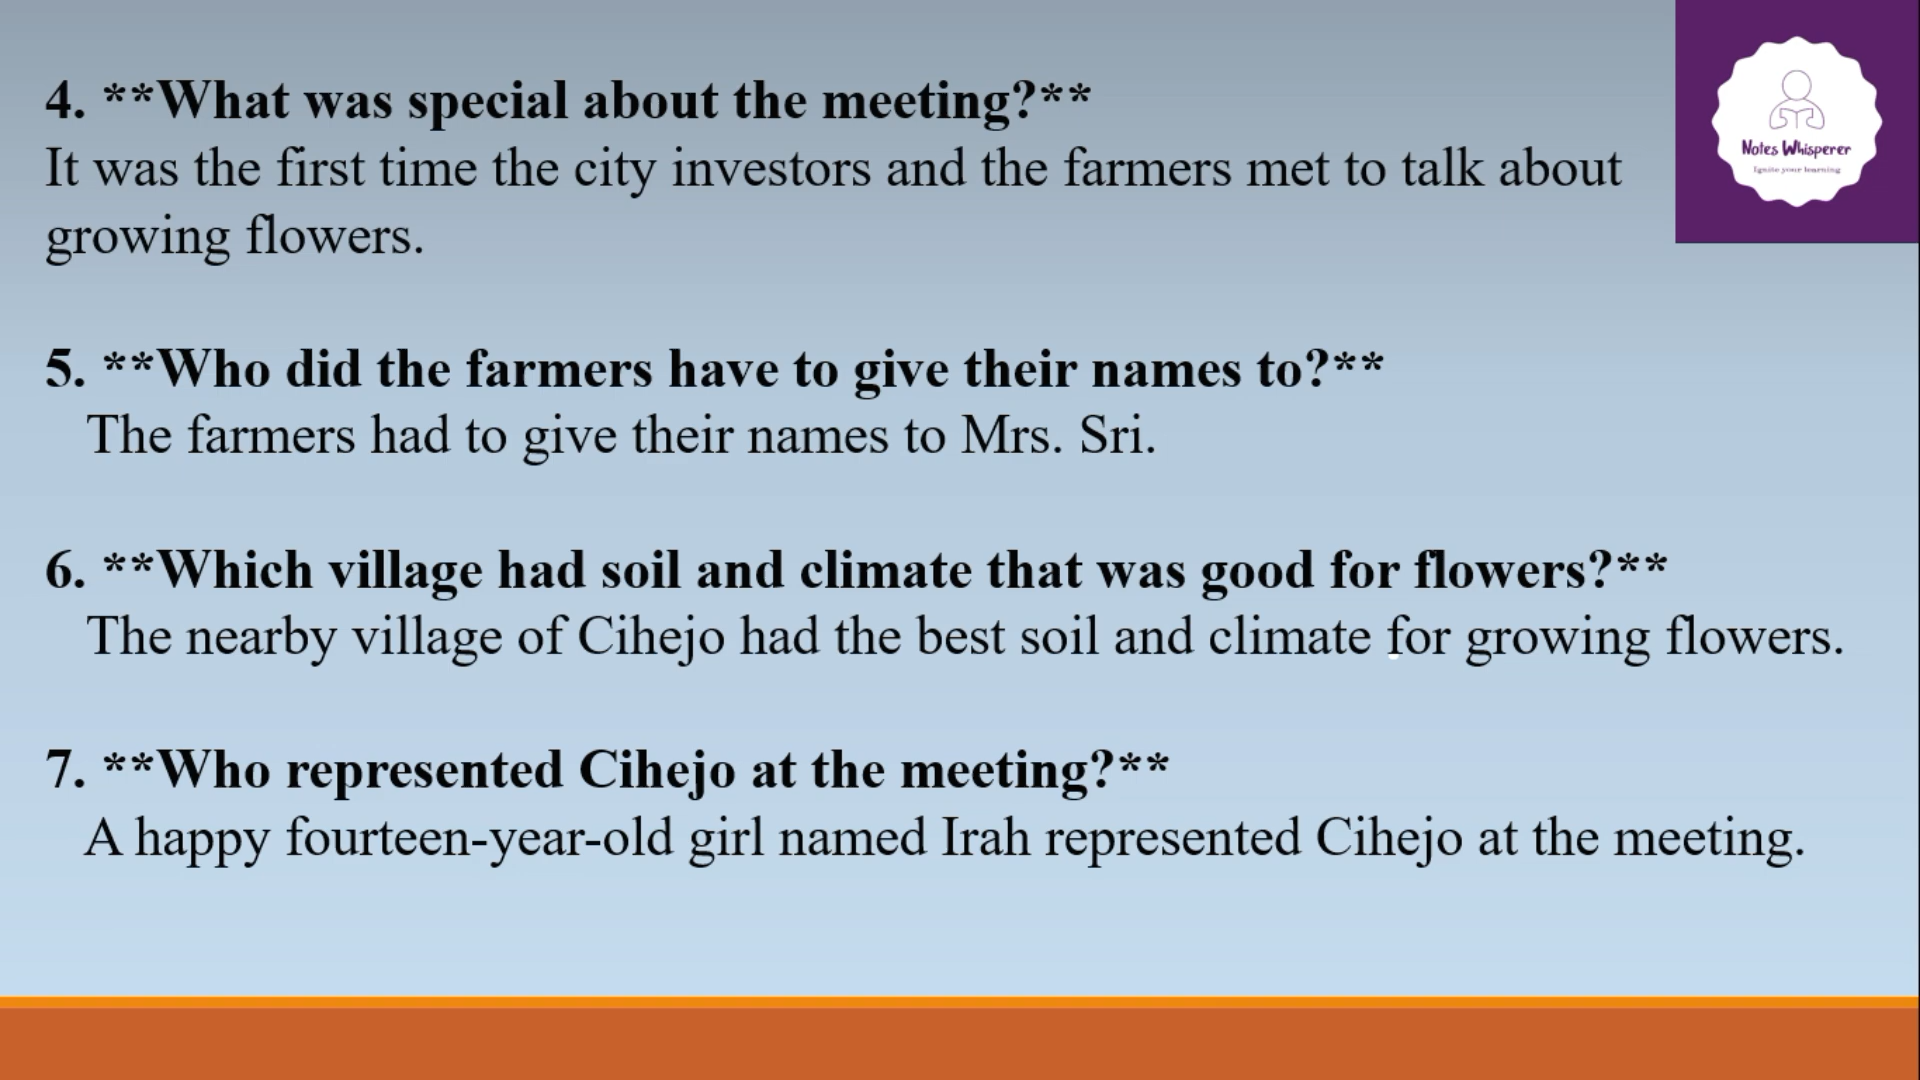 4. **What was special about the meeting?**
It was the first time the city investors and the farmers met to talk about
growing flowers.
5. **Who did the farmers have to give their names to?**
The farmers had to give their names to Mrs. Sri.
6. **Which village had soil and climate that was good for flowers?**
The nearby village of Cihejo had the best soil and climate for growing flowers.
7. **Who represented Cihejo at the meeting?**
A happy fourteen-year-old girl named Irah represented Cihejo at the meeting.
Notes Whisperer
Ignite your learning